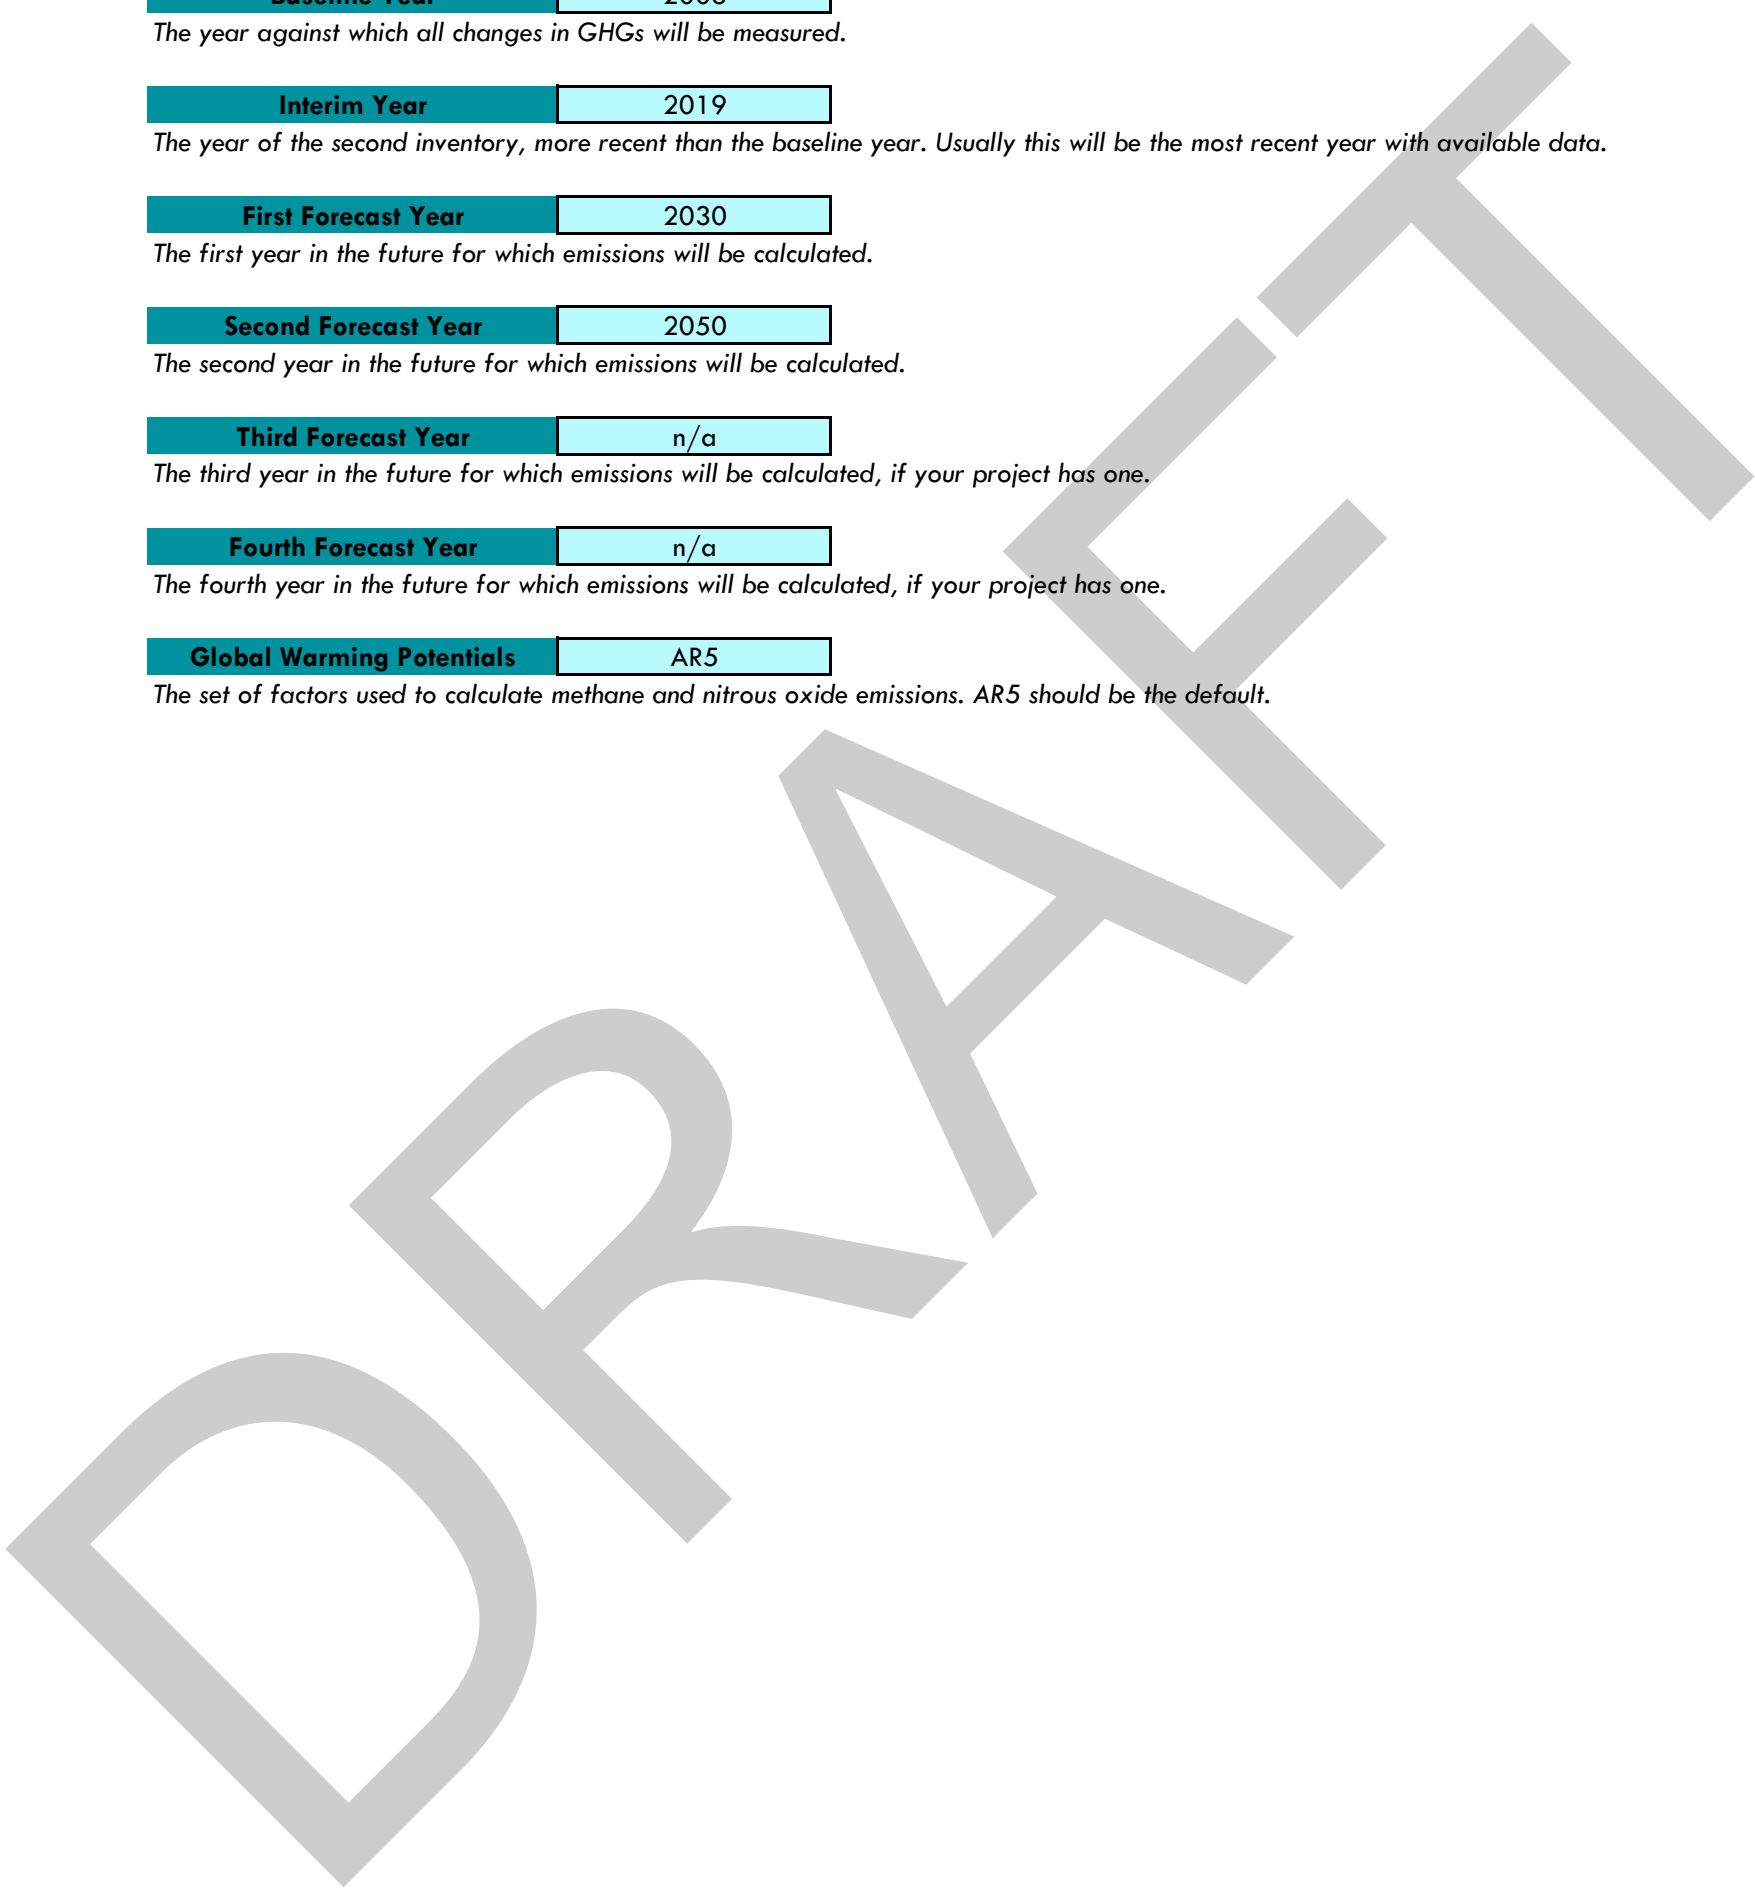 Baseline Year
The year against which all changes in GHGs will be measured.
Interim Year 2019
The year of the second inventory, more recent than the baseline year. Usually this will be the most recent year with available data.
First Forecast Year 2030
The first year in the future for which emissions will be calculated.
Second Forecast Year 2050
The second year in the future for which emissions will be calculated.
Third Forecast Year n/a
The third year in the future for which emissions will be calculated, if your project has one.
Fourth Forecast Year n/a
The fourth year in the future for which emissions will be calculated, if your project has one.
Global Warming Potentials AR5
The set of factors used to calculate methane and nitrous oxide emissions. AR5 should be the default.
DRAFT